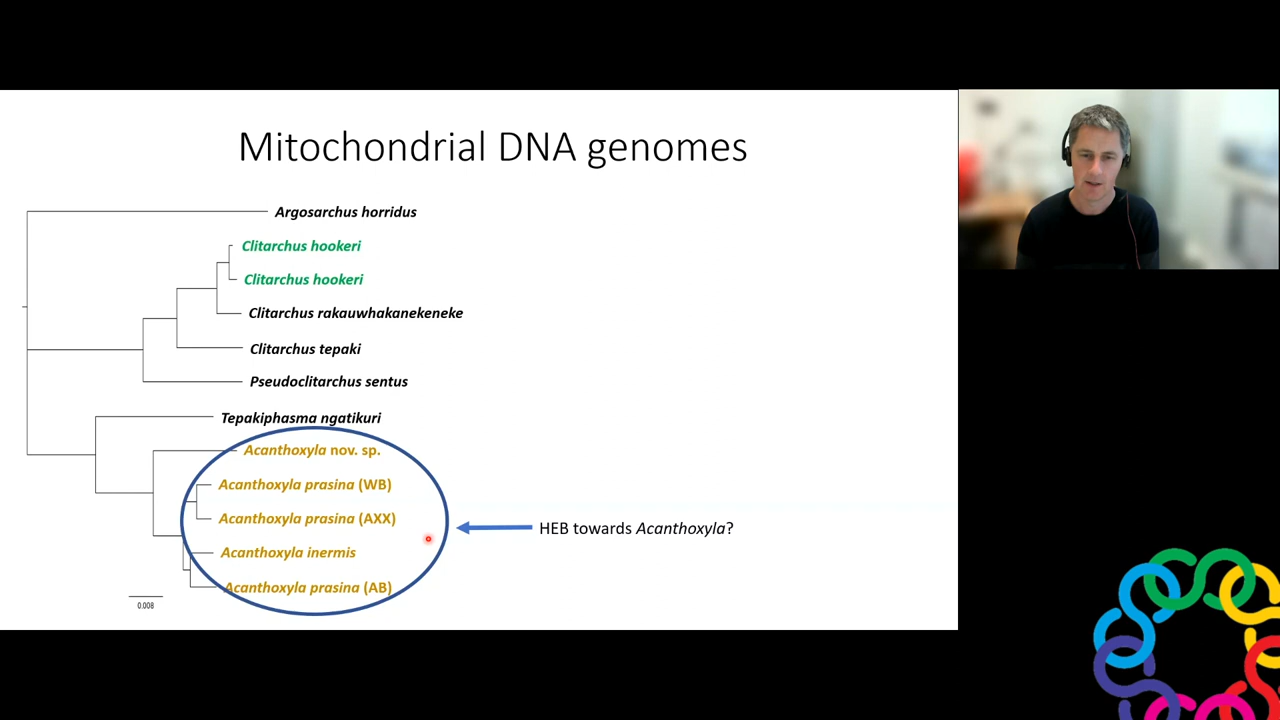 Mitochondrial DNA genomes
Argosarchus horridus
Clitarchus hookeri
Clitarchus hookeri
Clitarchus rakauwhakanekeneke
Clitarchus tepaki
Pseudoclitarchus sentus
Tepakiphasma ngatikuri
Acanthoxyla nov. sp.
Acanthoxyla prasina (WB)
Acanthoxyla prasina (AXX)
HEB towards Acanthoxyla?
Acanthoxyla inermis
Acanthoxyla prasina (AB)
0.008